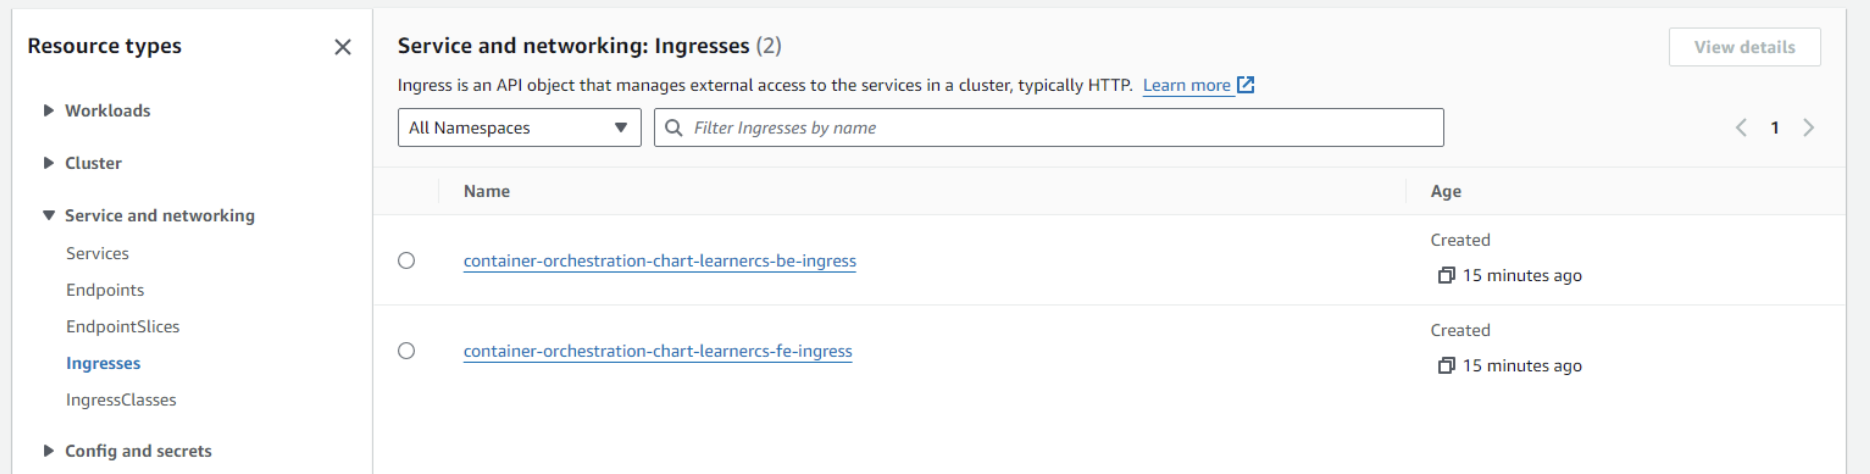 Resource types
Workloads
Cluster
Service and networking
Services
Endpoints
EndpointSlices
Ingresses
IngressClasses
Config and secrets
Service and networking: Ingresses (2)
View details
Ingress is an API object that manages external access to the services in a cluster, typically HTTP. Learn more
All Namespaces
Filter Ingresses by name
1
Name Age
container-orchestration-chart-learnercs-be-ingress
Created
15 minutes ago
container-orchestration-chart-learnercs-fe-ingress
Created
15 minutes ago